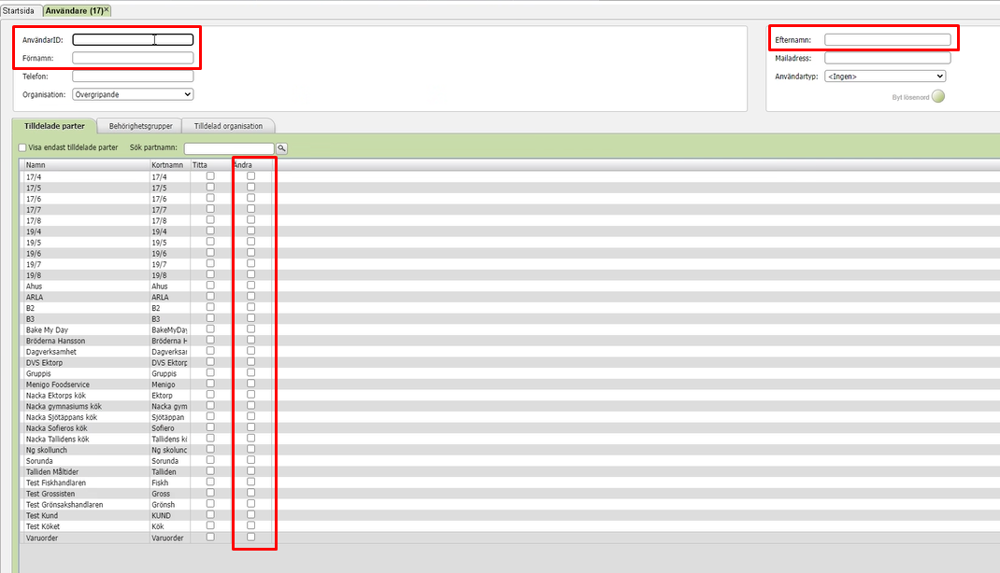 Startsida Användare (17)
AnvändarID:
Efternamn:
Förnamn:
Mailadress:
Telefon:
Användartyp: <Ingen>
Organisation: Övergripande
Byt lösenord
Tilldelade parter Behörighetsgrupper Tilldelad organisation
Visa endast tilldelade parter Sök partnamn:
Namn Kortnamn Titta Ändra
17/4 17/4
17/5 17/5
17/6 17/6
17/7 17/7
17/8 17/8
19/4 19/4
19/5 19/5
19/6 19/6
19/7 19/7
19/8 19/8
Ahus Ahus
ARLA ARLA
B2 B2
B3 B3
Bake My Day BakeMyDay
Bröderna Hansson Bröderna H
Dagverksamhet Dagverksar
DVS Ektorp DVS Ektorp
Gruppis Gruppis
Menigo Foodservice Menigo
Nacka Ektorps kök Ektorp
Nacka gymnasiums kök Nacka gym
Nacka Sjötäppans kök Sjötäppan
Nacka Sofieros kök Sofiero
Nacka Tallidens kök Tallidens ki
Ng skollunch Ng skolunc
Sorunda Sorunda
Talliden Måltider Talliden
Test Fiskhandlaren Fiskh
Test Grossisten Gross
Test Grönsakshandlaren Grönsh
Test Kund KUND
Test Köket Kök
Varuorder Varuorder